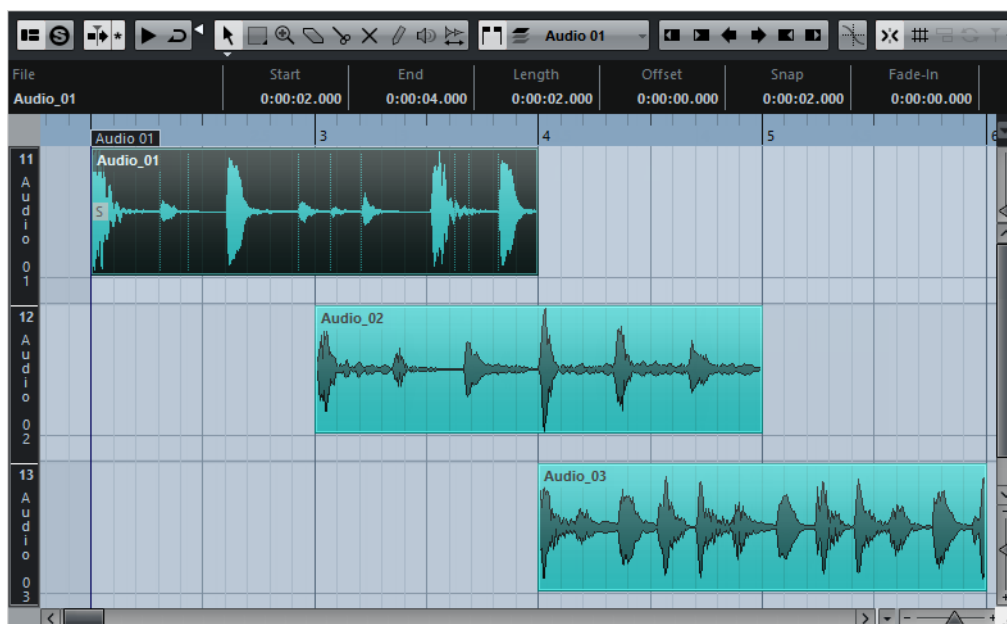 Audio 01
File Start End Length Offset Snap Fade-In
Audio_01 0:00:02.000 0:00:04.000 0:00:02.000 0:00:00.000 0:00:02.000 0:00:00.000
Audio 01 3 4 5 6
11 Audio 01
Audio_01
S
12 Audio 02
Audio_02
13 Audio 03
Audio_03